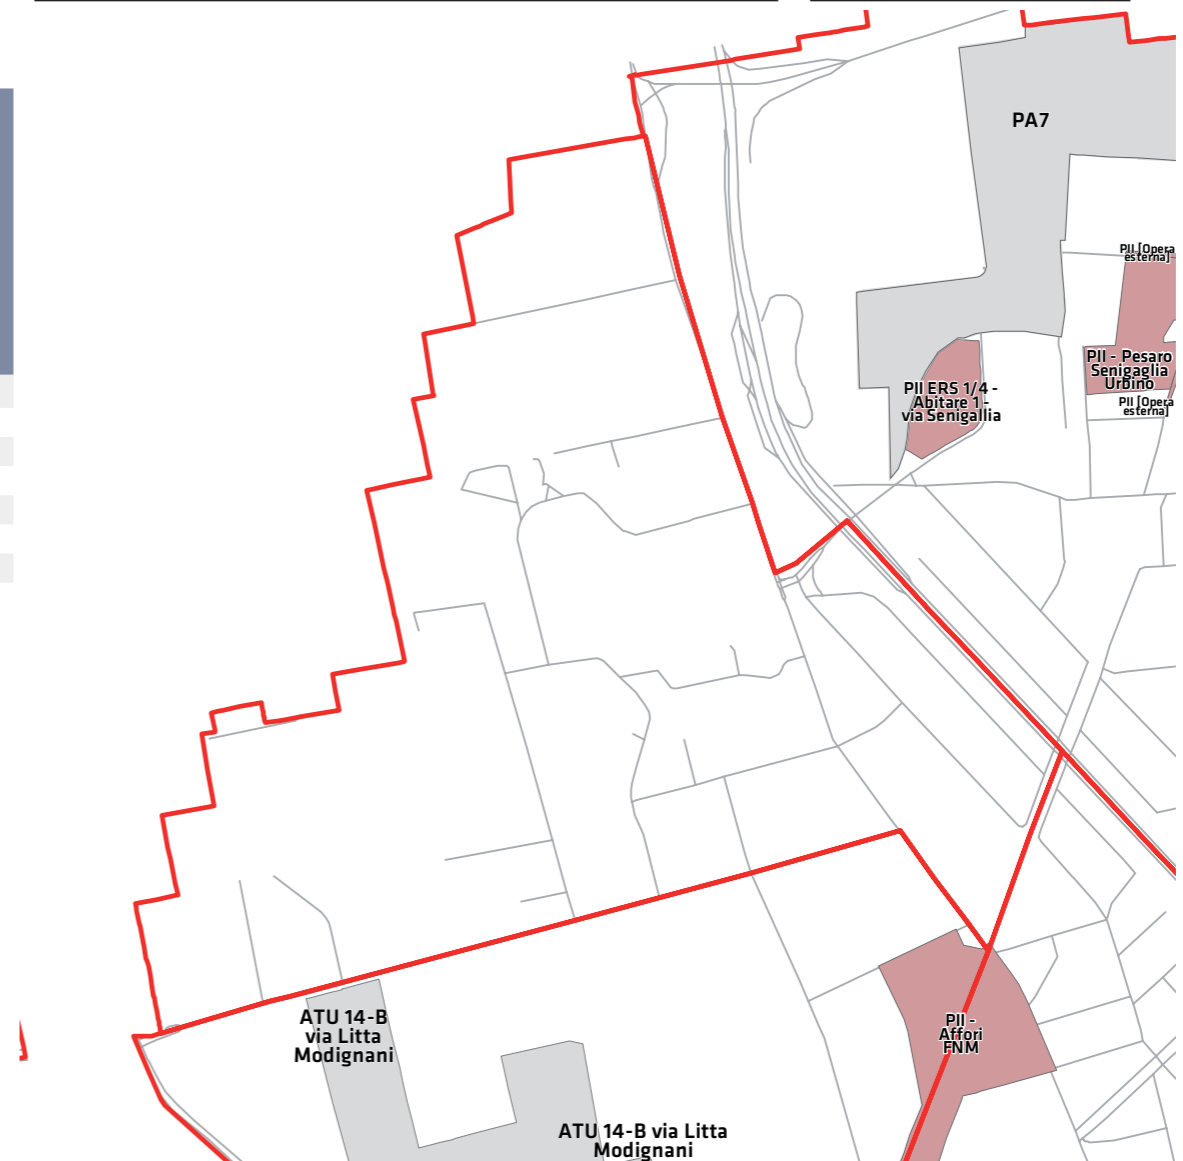 PA7
PII [Opera
esterna]
PII - Pesaro
Senigaglia
Urbino
PII ERS 1/4 -
Abitare 1 -
via Senigallia
PII [Opera
esterna]
ATU 14-B
via Litta
Modignani
PII -
Affori
FNM
ATU 14-B via Litta
Modignani